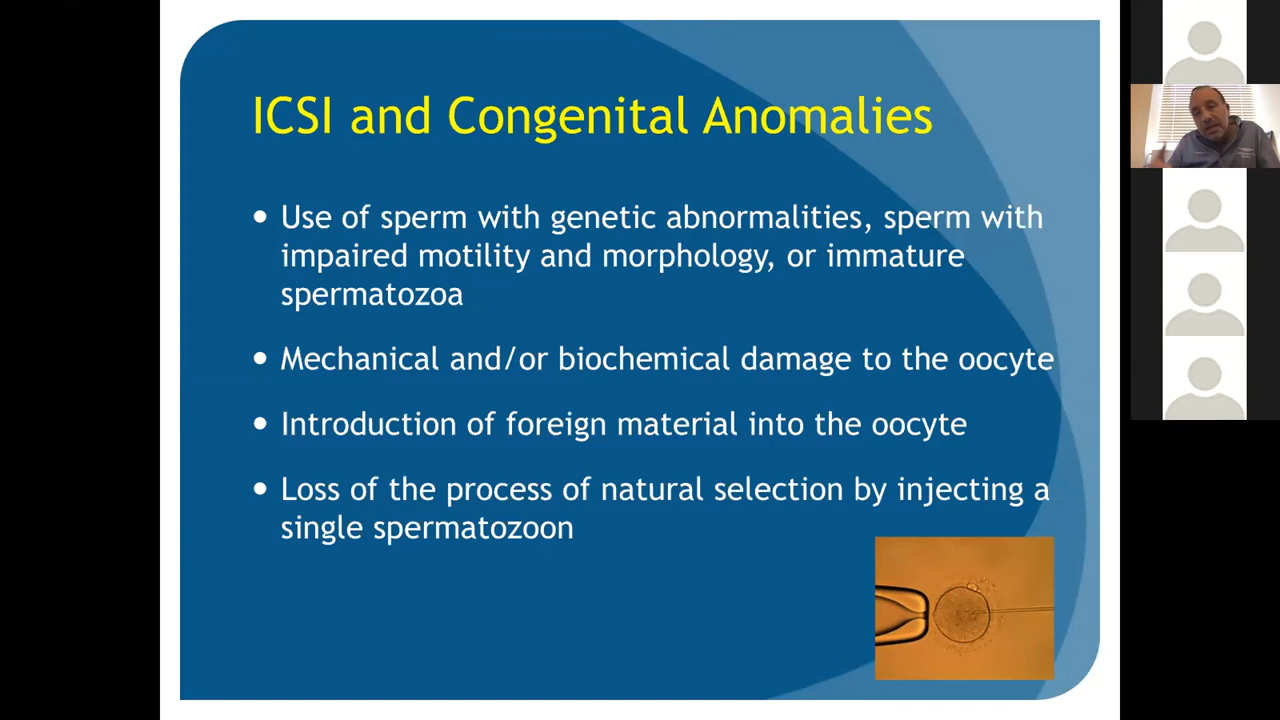 ICSI and Congenital Anomalies
• Use of sperm with genetic abnormalities, sperm with
impaired motility and morphology, or immature
spermatozoa
• Mechanical and/or biochemical damage to the oocyte
• Introduction of foreign material into the oocyte
• Loss of the process of natural selection by injecting a
single spermatozoon